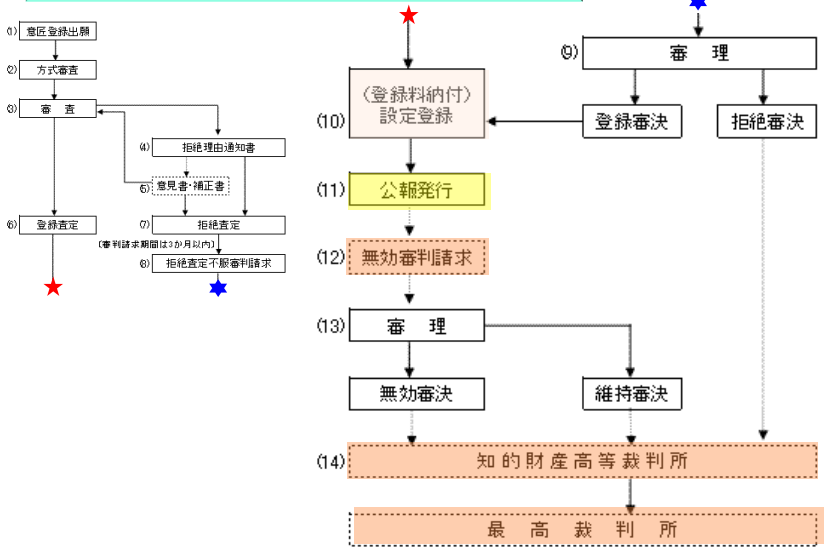 (1) 意匠登録出願
(2) 方式審査
(3) 審 査
(4) 拒絶理由通知書
(5) 意見書・補正書
(6) 登録査定
(7) 拒絶査定
(審判請求期間は3か月以内)
(8) 拒絶査定不服審判請求
(9) 審 理
登録審決
拒絶審決
(10) (登録料納付)
設定登録
(11) 公報発行
(12) 無効審判請求
(13) 審 理
無効審決
維持審決
(14) 知的財産高等裁判所
最 高 裁 判 所